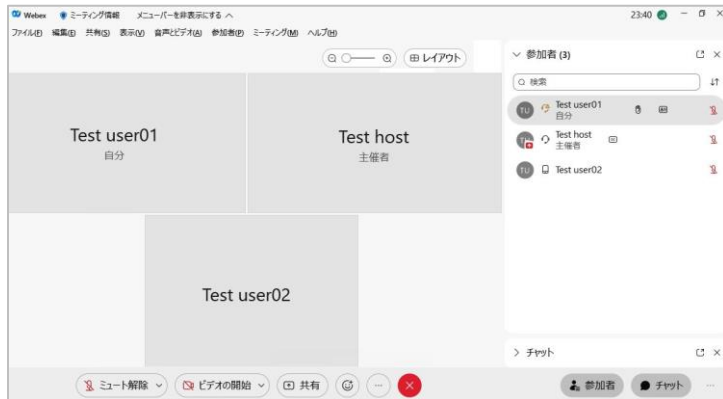 Webex ミーティング情報 メニューバーを非表示にする 23:40
ファイル(F) 編集(E) 共有(S) 表示(V) 音声とビデオ(A) 参加者(P) ミーティング(M) ヘルプ(H)
レイアウト
参加者 (3)
検索
Test user01
自分
Test host
主催者
Test user02
TU Test user01
自分
Test host
主催者
TU Test user02
チャット
ミュート解除 ビデオの開始 共有 参加者 チャット